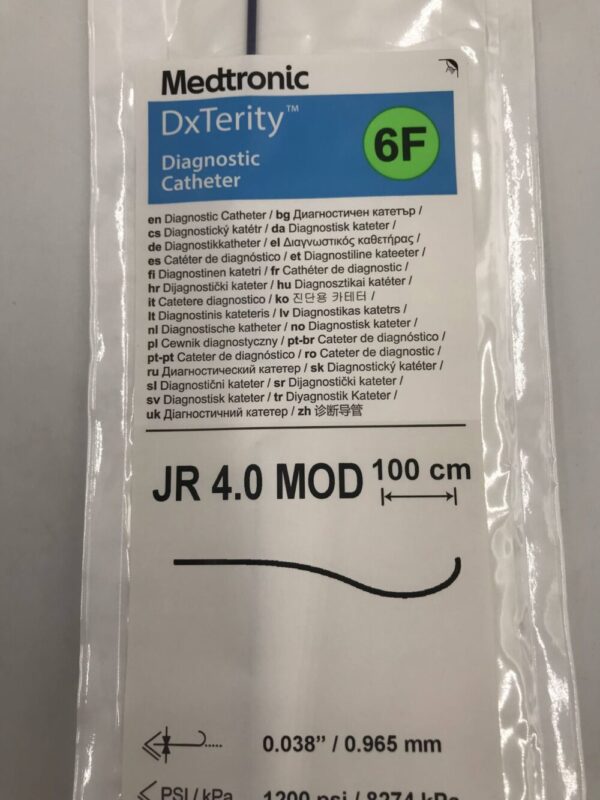 Medtronic
DxTerity™
6F
Diagnostic
Catheter
en Diagnostic Catheter / bg Диагностичен катетър /
cs Diagnostický katétr / da Diagnostisk kateter /
de Diagnostikkatheter / el Διαγνωστικός καθετήρας /
es Catéter de diagnóstico / et Diagnostiline kateeter /
fi Diagnostinen katetri / fr Cathéter de diagnostic /
hr Dijagnostički kateter / hu Diagnosztikai katéter /
it Catetere diagnostico / ko 진단용 카테터 /
lt Diagnostinis kateteris / lv Diagnostikas katetrs /
nl Diagnostische katheter / no Diagnostisk kateter /
pl Cewnik diagnostyczny / pt-br Cateter de diagnóstico /
pt-pt Cateter de diagnóstico / ro Cateter de diagnostic /
ru Диагностический катетер / sk Diagnostický katéter /
sl Diagnostični kateter / sr Dijagnostički kateter /
sv Diagnostisk kateter / tr Diyagnostik Kateter /
uk Діагностичний катетер / zh 诊断导管
JR 4.0 MOD 100 cm
0.038” / 0.965 mm
PSI/kPa 1200 psi / 8274 kPa